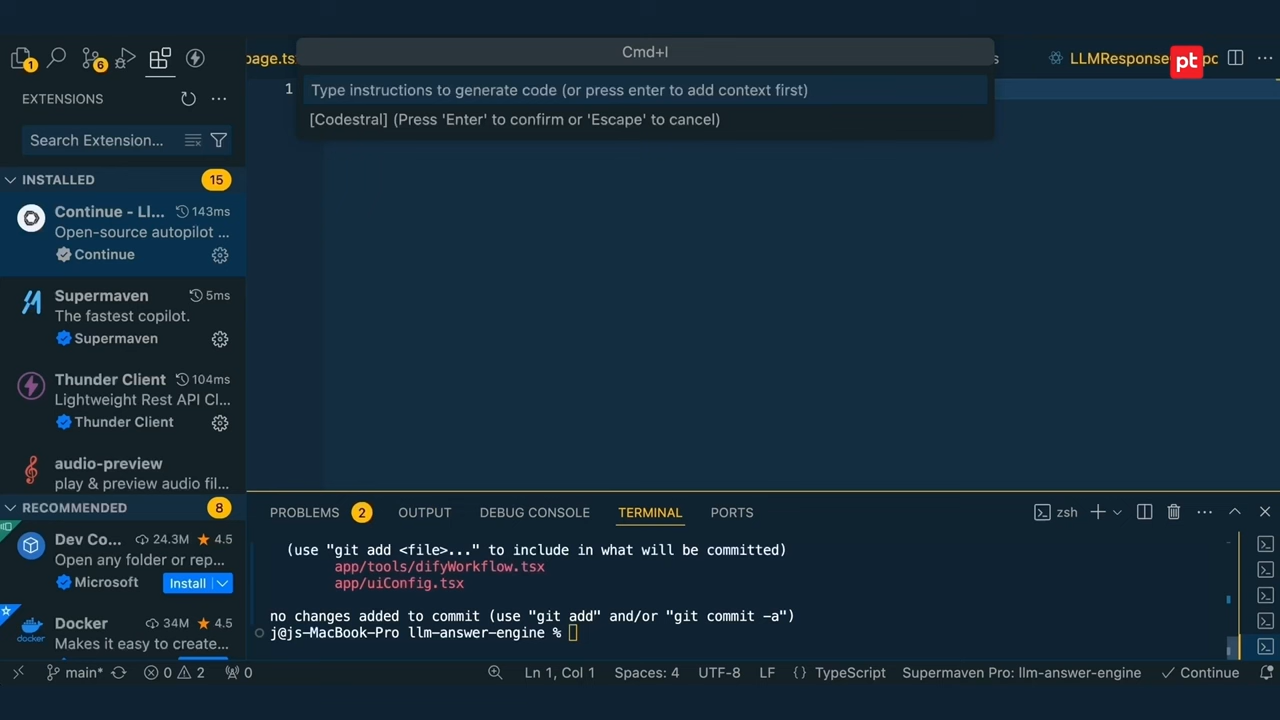 1
6
EXTENSIONS
Search Extension...
INSTALLED
15
Continue - Ll...
143ms
Open-source autopilot ...
Continue
Supermaven
5ms
The fastest copilot.
Supermaven
Thunder Client
104ms
Lightweight Rest API Cl...
Thunder Client
audio-preview
play & preview audio fil...
RECOMMENDED
8
Dev Co...
24.3M
4.5
Open any folder or rep...
Microsoft
Install
Docker
34M
4.5
Makes it easy to create...
docker
page.ts
Cmd+I
s
LLMResponse
pt
pc
1
Type instructions to generate code (or press enter to add context first)
[Codestral] (Press 'Enter' to confirm or 'Escape' to cancel)
PROBLEMS 2 OUTPUT DEBUG CONSOLE TERMINAL PORTS
zsh
(use "git add <file>..." to include in what will be committed)
app/tools/difyWorkflow.tsx
app/uiConfig.tsx
no changes added to commit (use "git add" and/or "git commit -a")
j@js-MacBook-Pro llm-answer-engine %
main* 0 2 0 Ln 1, Col 1 Spaces: 4 UTF-8 LF {} TypeScript Supermaven Pro: llm-answer-engine Continue